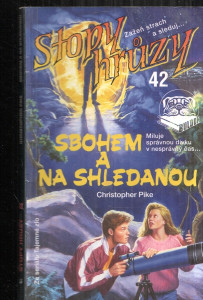 Stopy
hrůzy
Zažeň strach
a sleduj...
42
SBOHEM
A
NA SHLEDANOU
Miluje
správnou dívku
v nesprávný čas...
Christopher Pike